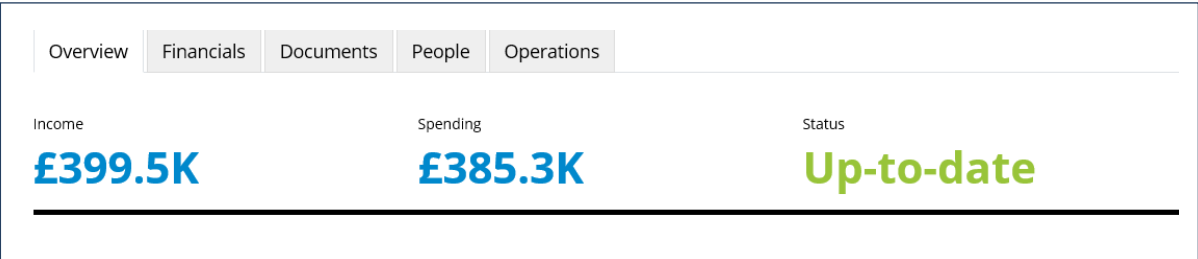 Overview Financials Documents People Operations
Income Spending Status
£399.5K £385.3K Up-to-date